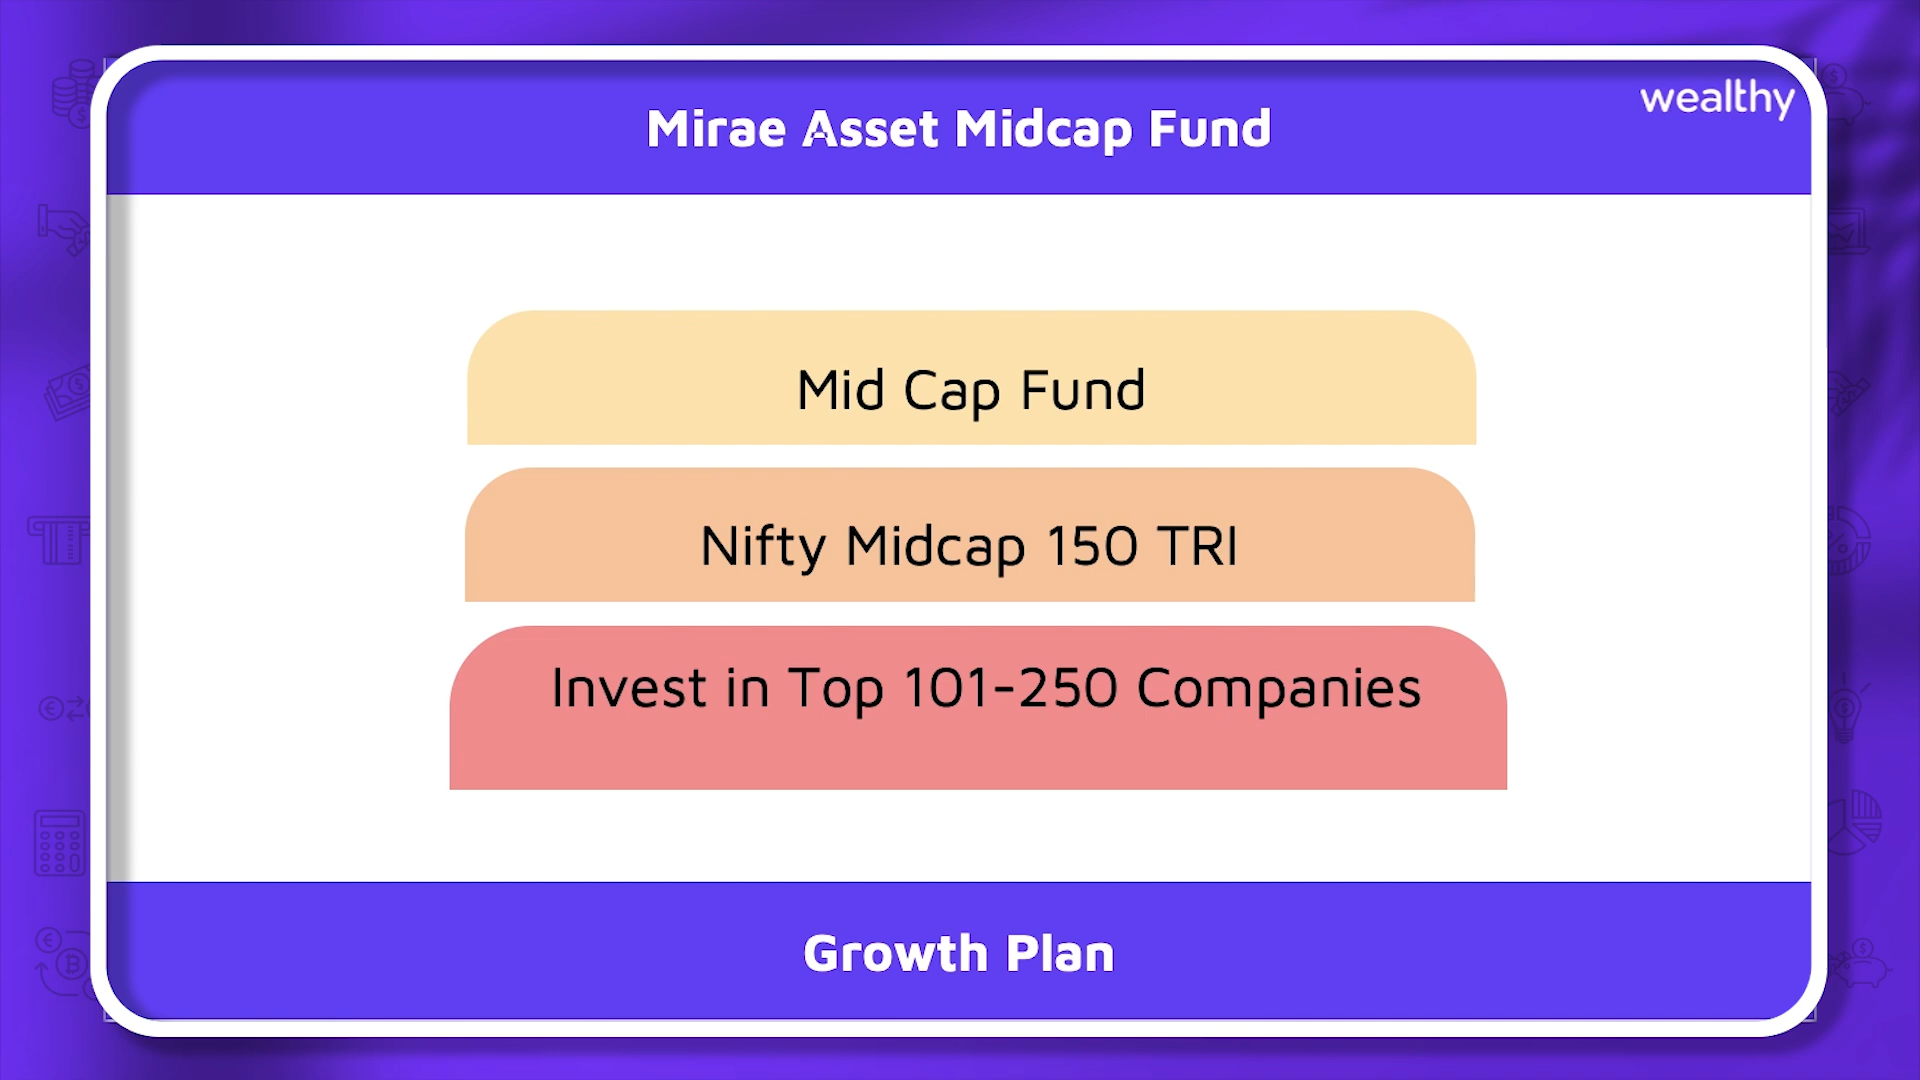 wealthy
Mirae Asset Midcap Fund
Mid Cap Fund
Nifty Midcap 150 TRI
Invest in Top 101-250 Companies
Growth Plan